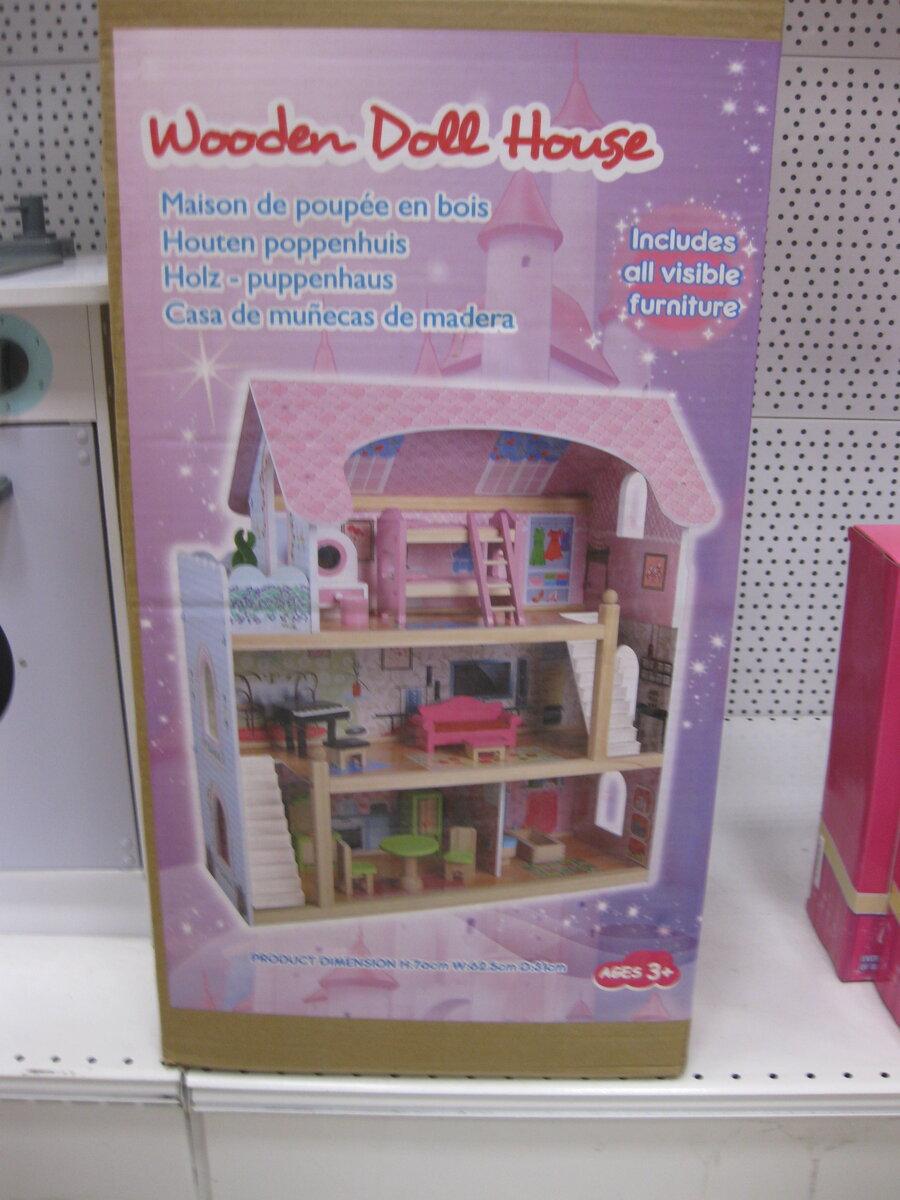 Wooden Doll House
Maison de poupée en bois
Houten poppenhuis
Holz - puppenhaus
Casa de muñecas de madera
Includes
all visible
furniture
PRODUCT DIMENSION H:76cm W:62.5cm D:31cm
AGES 3+